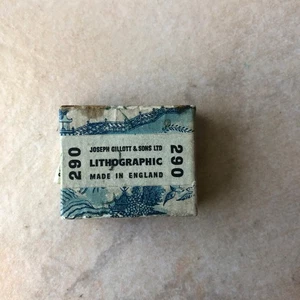 290
JOSEPH GILLOTT & SONS LTD
LITHOGRAPHIC
MADE IN ENGLAND
290